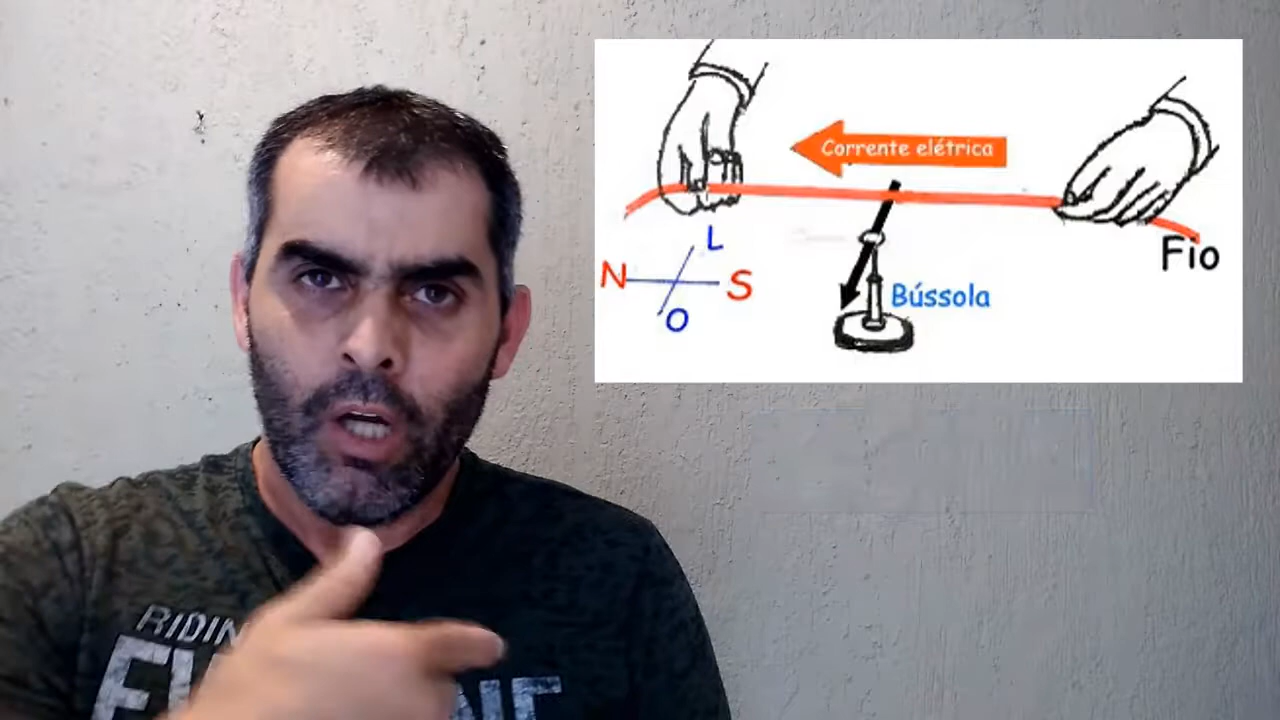 Corrente elétrica
L
N
S
O
Bússola
Fio
RIDIN